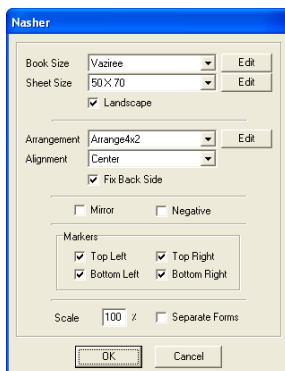 Nasher
Book Size Vaziree Edit
Sheet Size 50X70 Edit
Landscape
Arrangement Arrange4x2 Edit
Alignment Center
Fix Back Side
Mirror Negative
Markers
Top Left Top Right
Bottom Left Bottom Right
Scale 100 % Separate Forms
OK Cancel